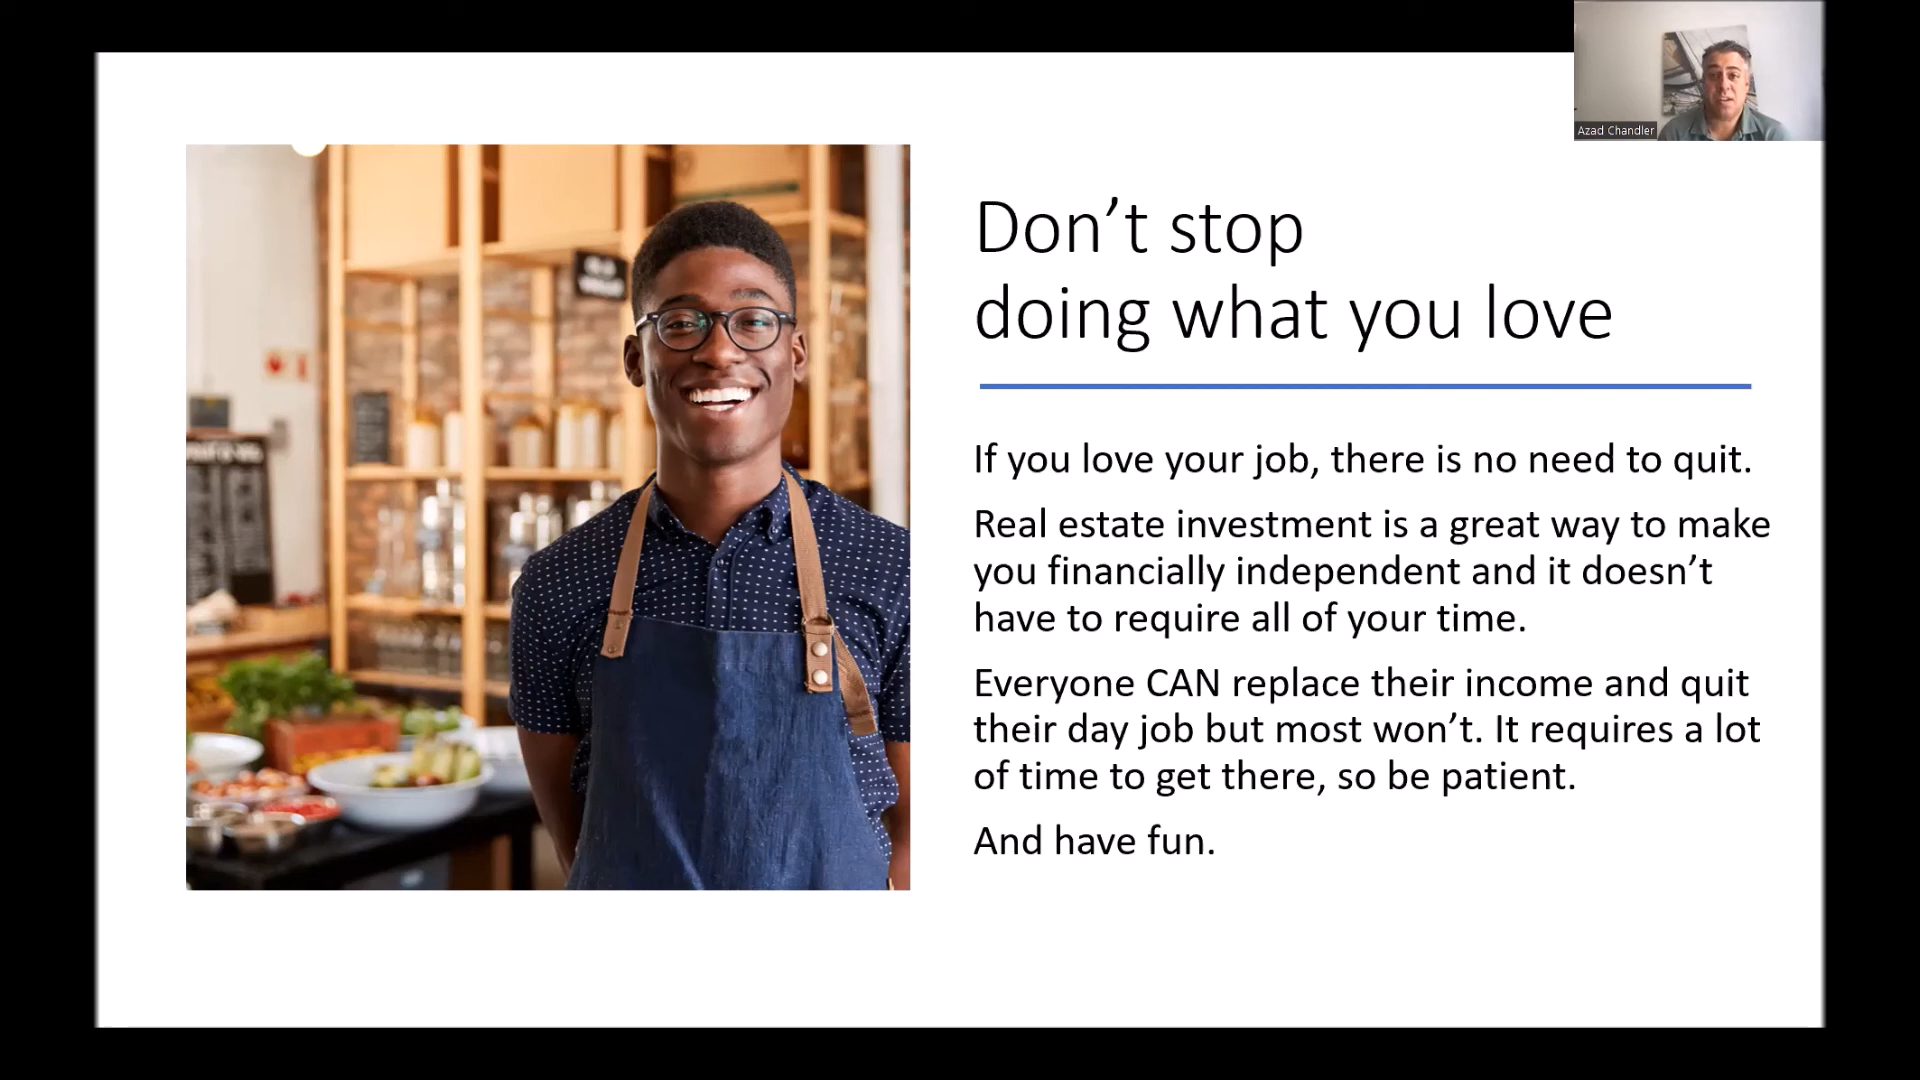 Azad Chandler
Don’t stop
doing what you love
If you love your job, there is no need to quit.
Real estate investment is a great way to make
you financially independent and it doesn’t
have to require all of your time.
Everyone CAN replace their income and quit
their day job but most won’t. It requires a lot
of time to get there, so be patient.
And have fun.